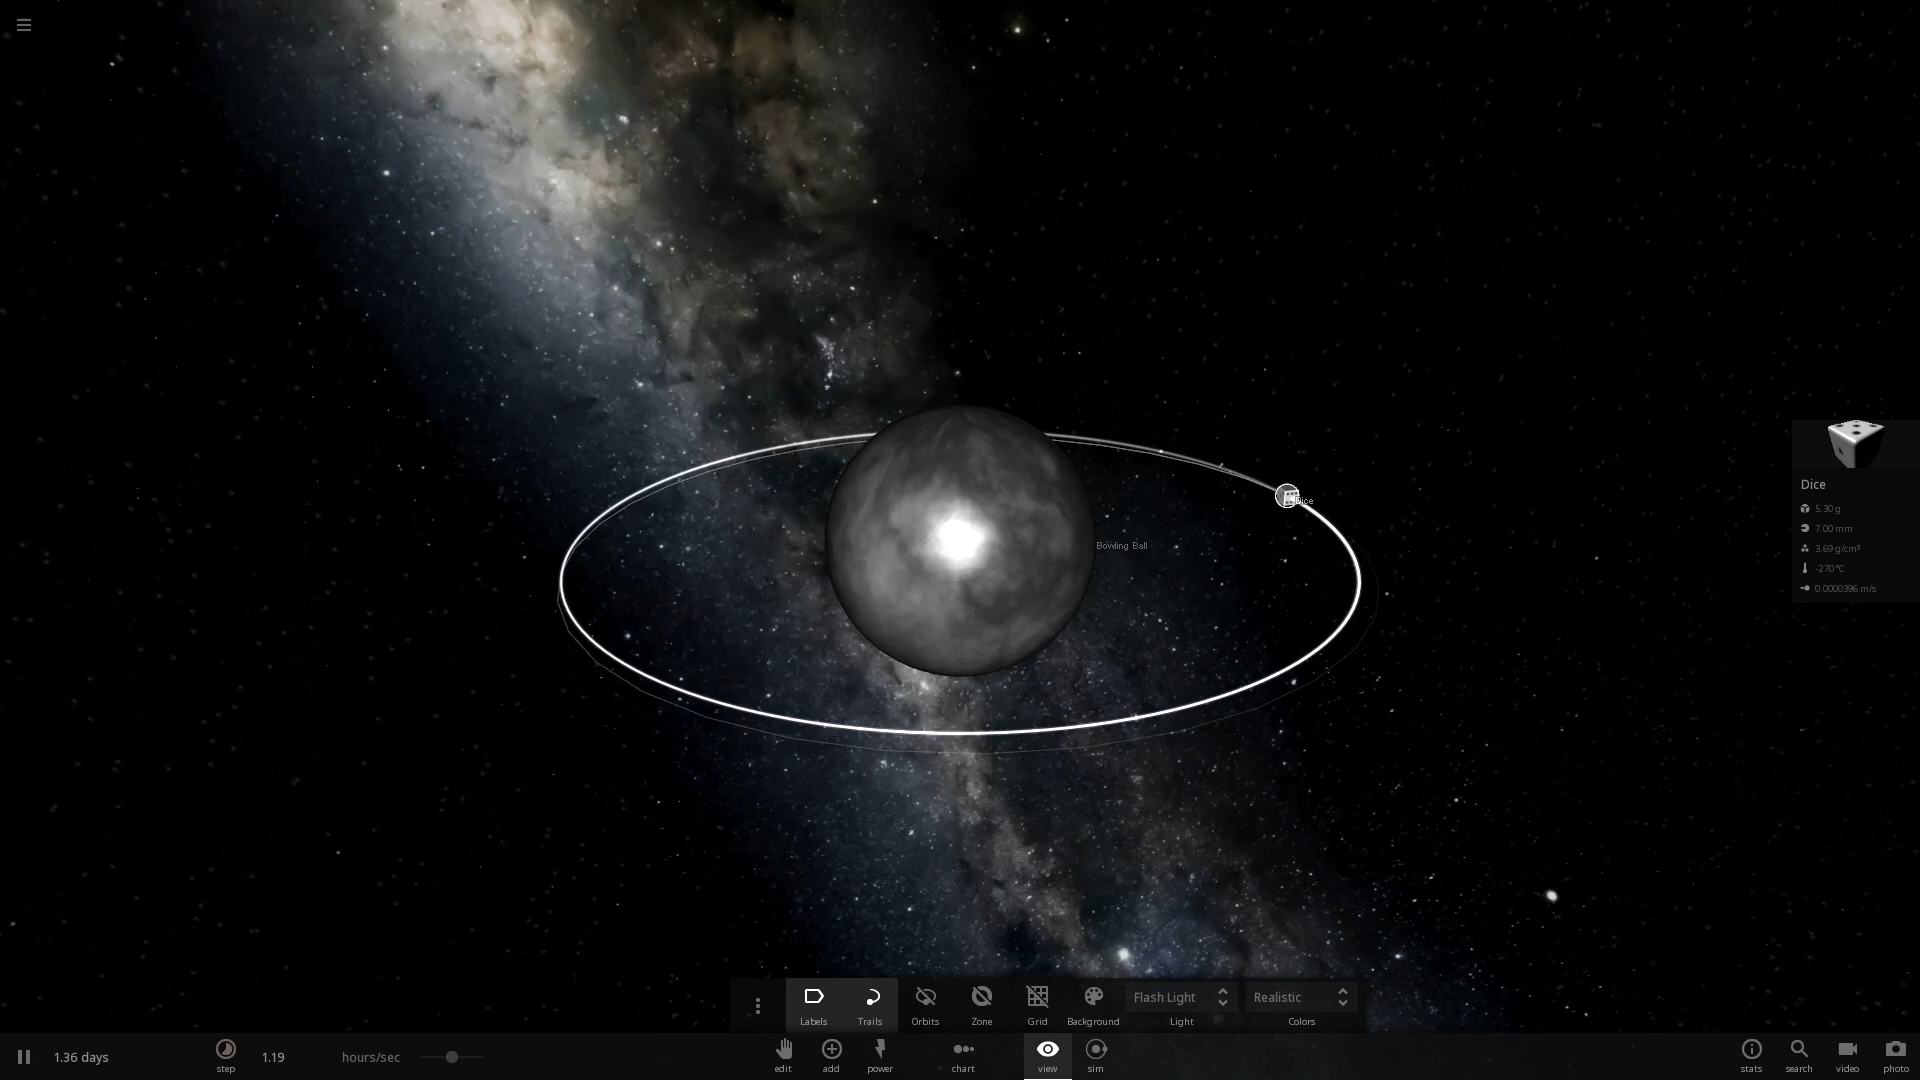 Dice
Bowling Ball
Dice
5.30 g
7.00 mm
3.69 g/cm³
-270 °C
0.0000396 m/s
Labels
Trails
Orbits
Zone
Grid
Background
Flash Light
Light
Realistic
Colors
1.36 days
step
1.19
hours/sec
edit
add
power
chart
view
sim
stats
search
video
photo